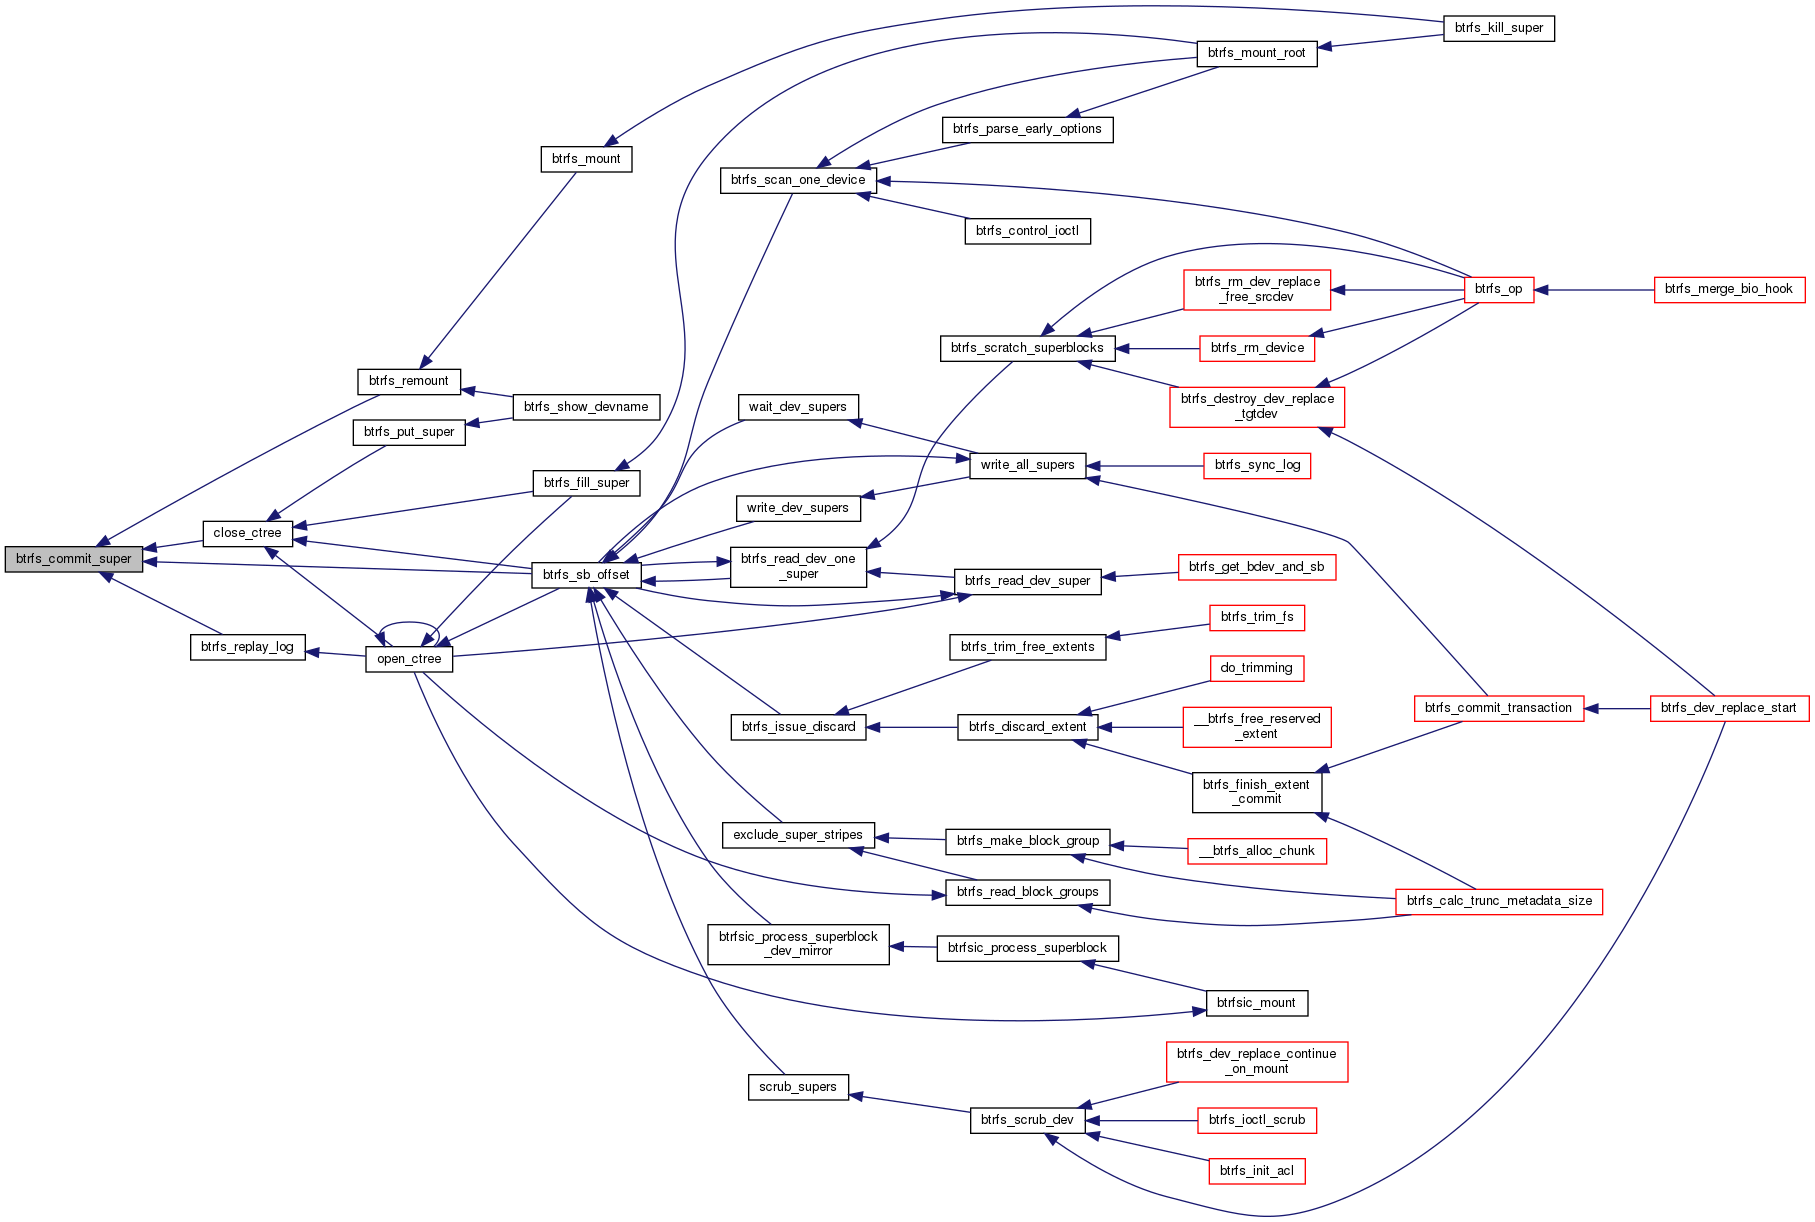 btrfs_kill_super
btrfs_mount_root
btrfs_parse_early_options
btrfs_mount
btrfs_scan_one_device
btrfs_control_ioctl
btrfs_rm_dev_replace
_free_srcdev
btrfs_op
btrfs_merge_bio_hook
btrfs_scratch_superblocks
btrfs_rm_device
btrfs_remount
btrfs_destroy_dev_replace
_tgtdev
btrfs_show_devname
wait_dev_supers
btrfs_put_super
write_all_supers
btrfs_sync_log
btrfs_fill_super
write_dev_supers
close_ctree
btrfs_commit_super
btrfs_sb_offset
btrfs_read_dev_one
_super
btrfs_read_dev_super
btrfs_get_bdev_and_sb
btrfs_trim_fs
btrfs_replay_log
open_ctree
btrfs_trim_free_extents
do_trimming
btrfs_commit_transaction
btrfs_dev_replace_start
btrfs_issue_discard
btrfs_discard_extent
__btrfs_free_reserved
_extent
btrfs_finish_extent
_commit
exclude_super_stripes
btrfs_make_block_group
__btrfs_alloc_chunk
btrfs_read_block_groups
btrfs_calc_trunc_metadata_size
btrfsic_process_superblock
_dev_mirror
btrfsic_process_superblock
btrfsic_mount
btrfs_dev_replace_continue
_on_mount
scrub_supers
btrfs_scrub_dev
btrfs_ioctl_scrub
btrfs_init_acl